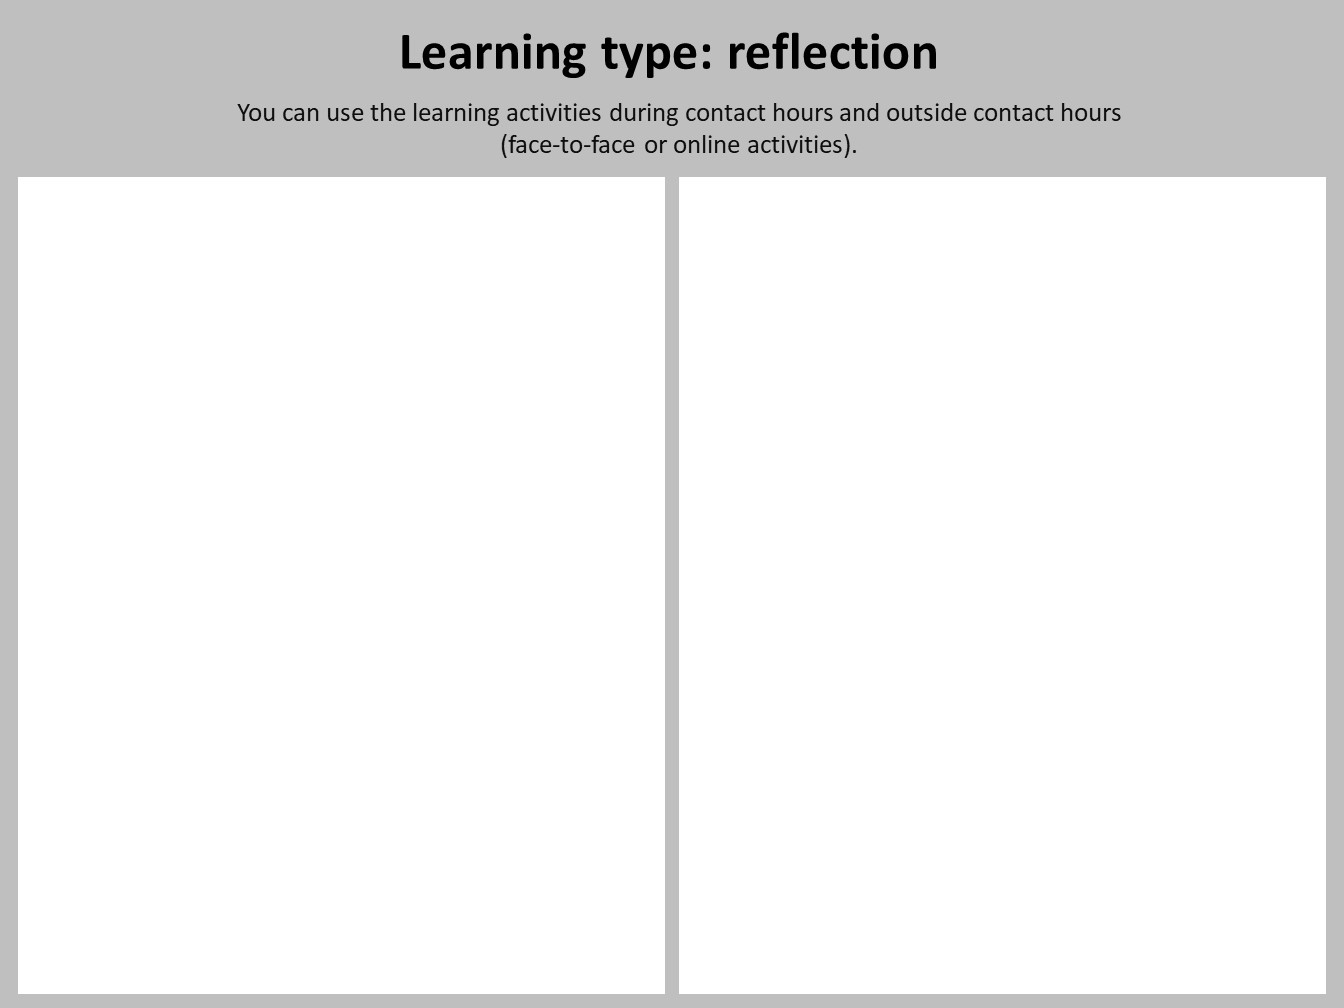 Learning type: reflection
You can use the learning activities during contact hours and outside contact hours
(face-to-face or online activities).